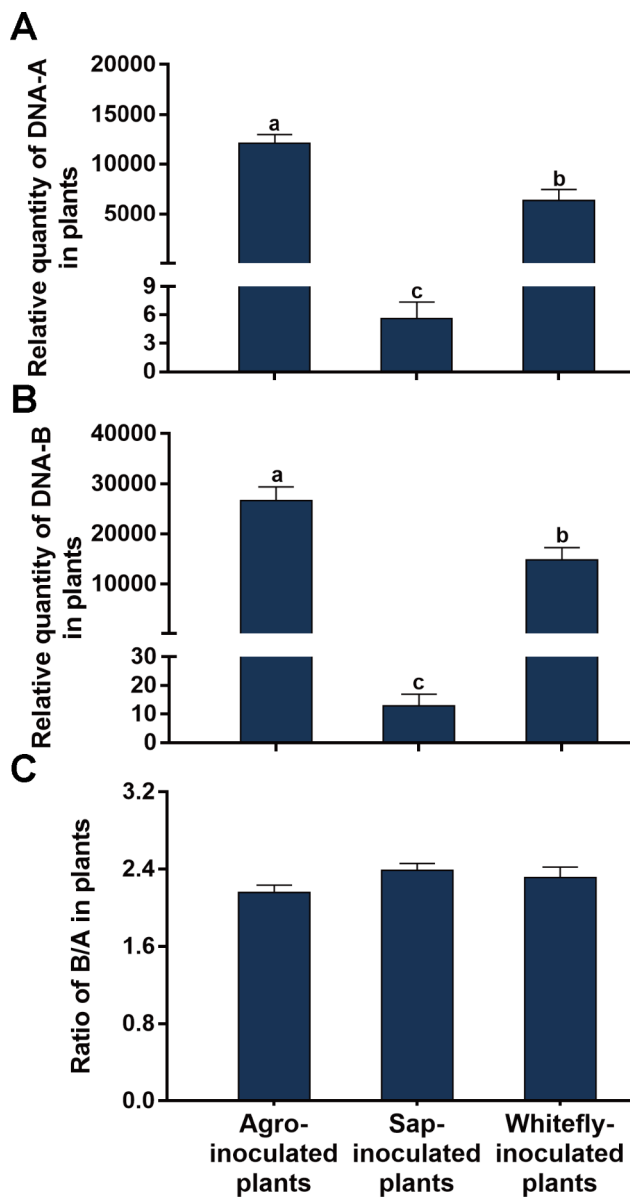 A
Relative quantity of DNA-A
in plants
20000
15000
10000
5000
9
6
3
0
a
c
b
B
Relative quantity of DNA-B
in plants
40000
30000
20000
10000
30
20
10
0
a
c
b
C
Ratio of B/A in plants
3.2
2.4
1.6
0.8
0.0
Agro-
inoculated
plants
Sap-
inoculated
plants
Whitefly-
inoculated
plants